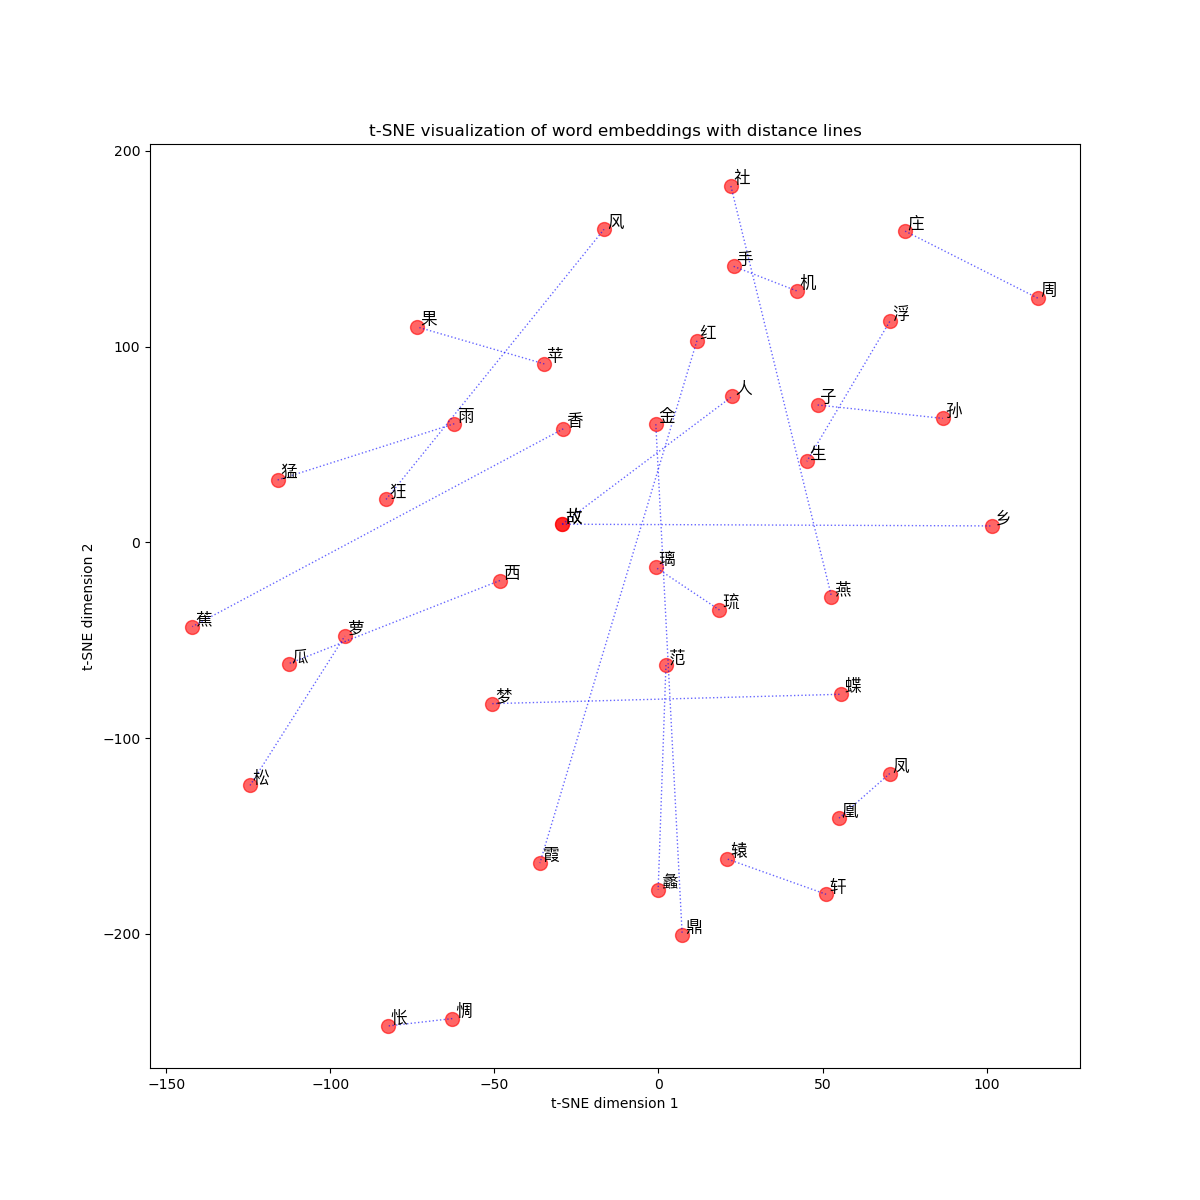 t-SNE visualization of word embeddings with distance lines
200
社
风
庄
手
机
周
浮
果
红
100
苹
人
子
孙
雨
金
香
生
猛
狂
故
乡
0
t-SNE dimension 2
璃
西
燕
琉
蕉
萝
瓜
范
蝶
梦
−100
凤
松
凰
辕
霞
蠡
轩
鼎
−200
惆
怅
−150
−100
−50
0
50
100
t-SNE dimension 1